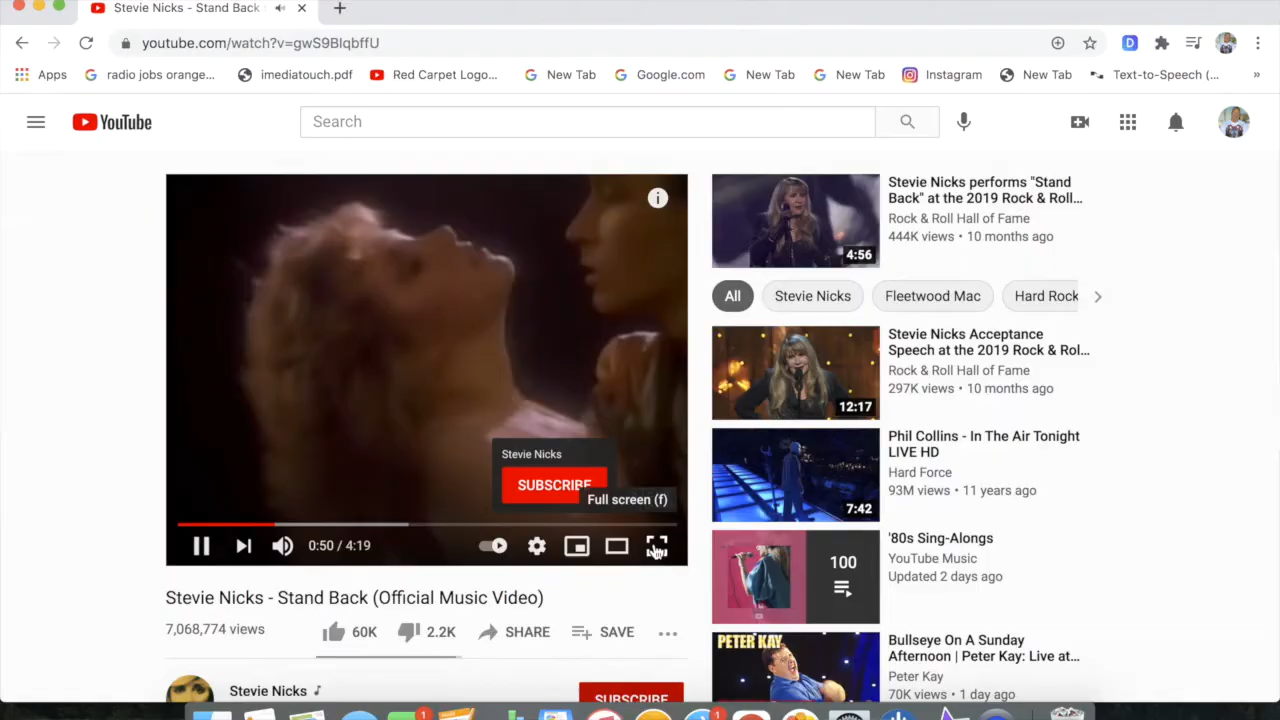 Stevie Nicks - Stand Back
youtube.com/watch?v=gwS9BIqbffU
Apps
radio jobs orange...
imediatouch.pdf
Red Carpet Logo...
New Tab
Google.com
New Tab
New Tab
Instagram
New Tab
Text-to-Speech (...
»
YouTube
Search
Stevie Nicks
SUBSCRIBE
Full screen (f)
0:50 / 4:19
Stevie Nicks - Stand Back (Official Music Video)
7,068,774 views
60K
2.2K
SHARE
SAVE
Stevie Nicks
SUBSCRIBE
Stevie Nicks performs "Stand
Back" at the 2019 Rock & Roll...
Rock & Roll Hall of Fame
444K views • 10 months ago
4:56
All
Stevie Nicks
Fleetwood Mac
Hard Rock
Stevie Nicks Acceptance
Speech at the 2019 Rock & Rol...
Rock & Roll Hall of Fame
297K views • 10 months ago
12:17
Phil Collins - In The Air Tonight
LIVE HD
Hard Force
93M views • 11 years ago
7:42
'80s Sing-Alongs
YouTube Music
Updated 2 days ago
100
Bullseye On A Sunday
Afternoon | Peter Kay: Live at...
Peter Kay
70K views • 1 day ago
PETER KAY
1
1